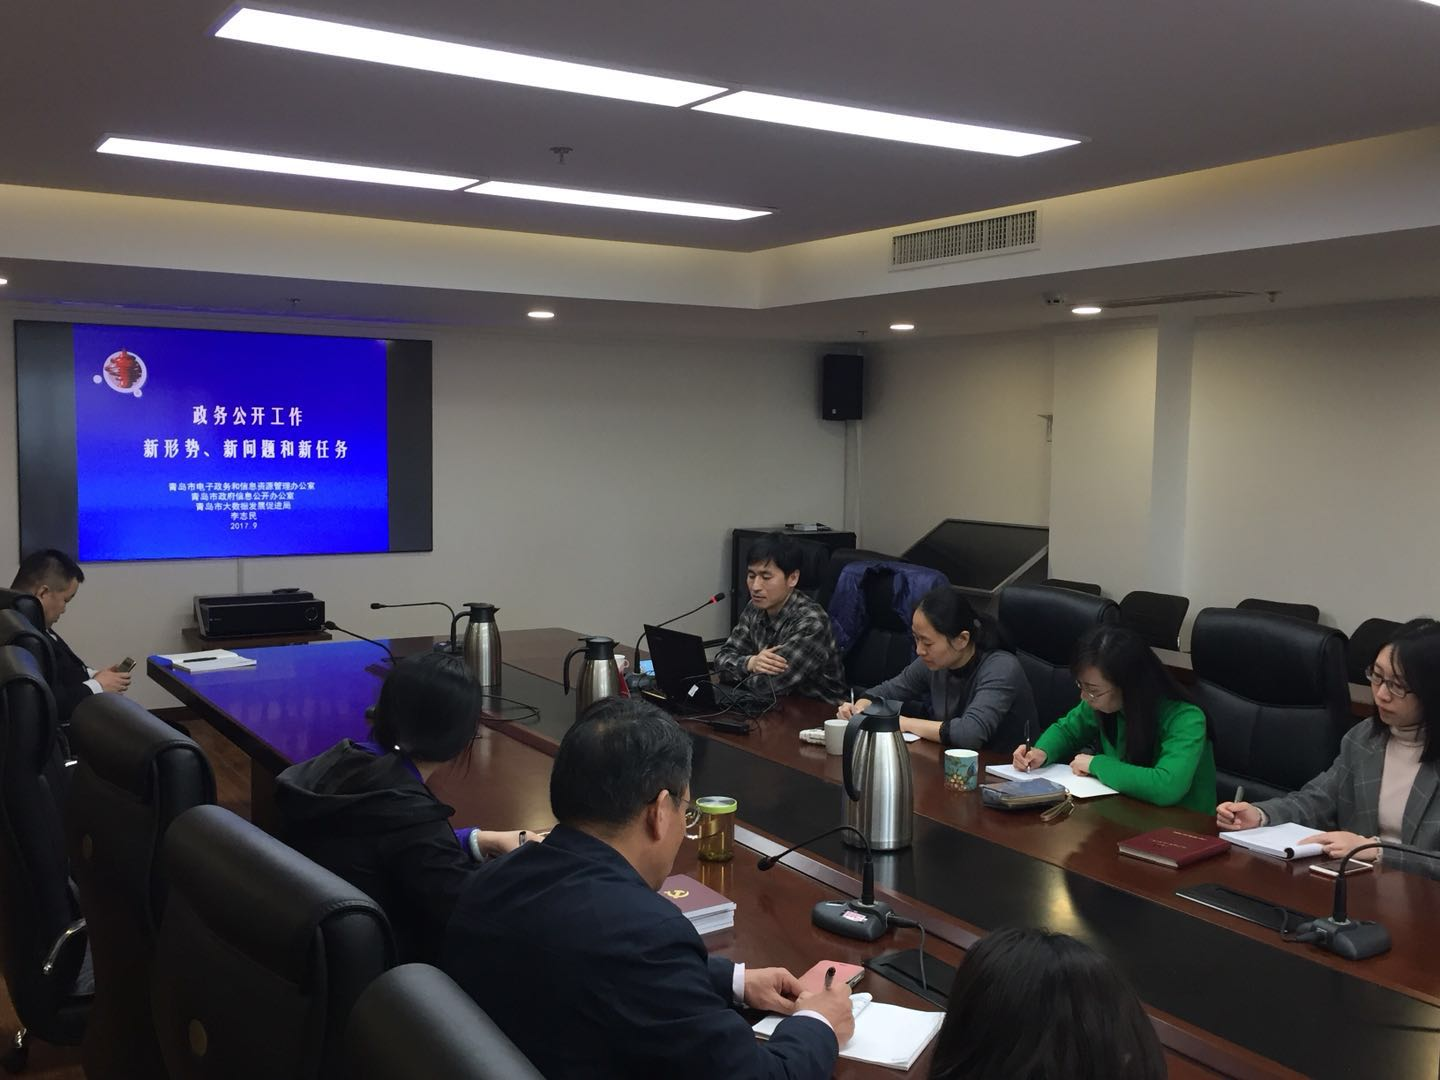 政务公开工作
新形势、新问题和新任务
青岛市电子政务和信息资源管理办公室
青岛市政府信息公开办公室
青岛市大数据发展促进局
李志民
2017.9